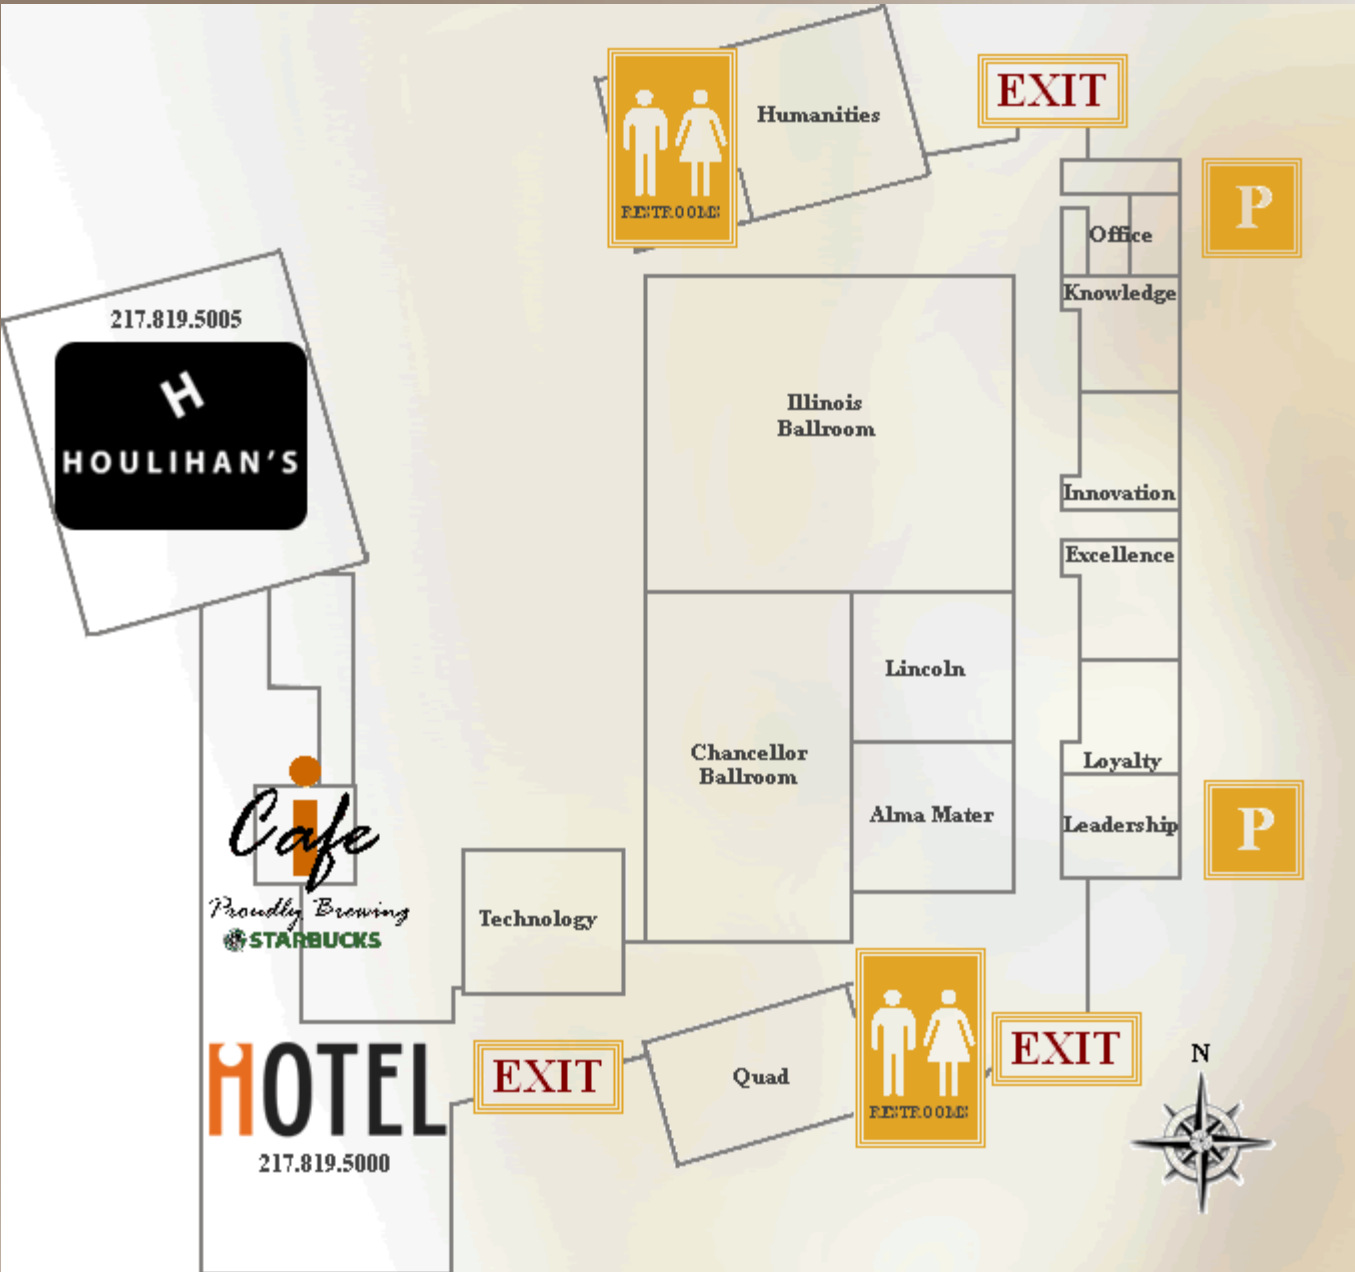 EXIT
Humanities
RESTROOMS
P
Office
Knowledge
217.819.5005
H
HOULIHAN'S
Illinois
Ballroom
Innovation
Excellence
Lincoln
Chancellor
Ballroom
Loyalty
Alma Mater
Leadership
P
i
Cafe
Proudly Brewing
STARBUCKS
Technology
HOTEL
217.819.5000
EXIT
Quad
RESTROOMS
EXIT
N